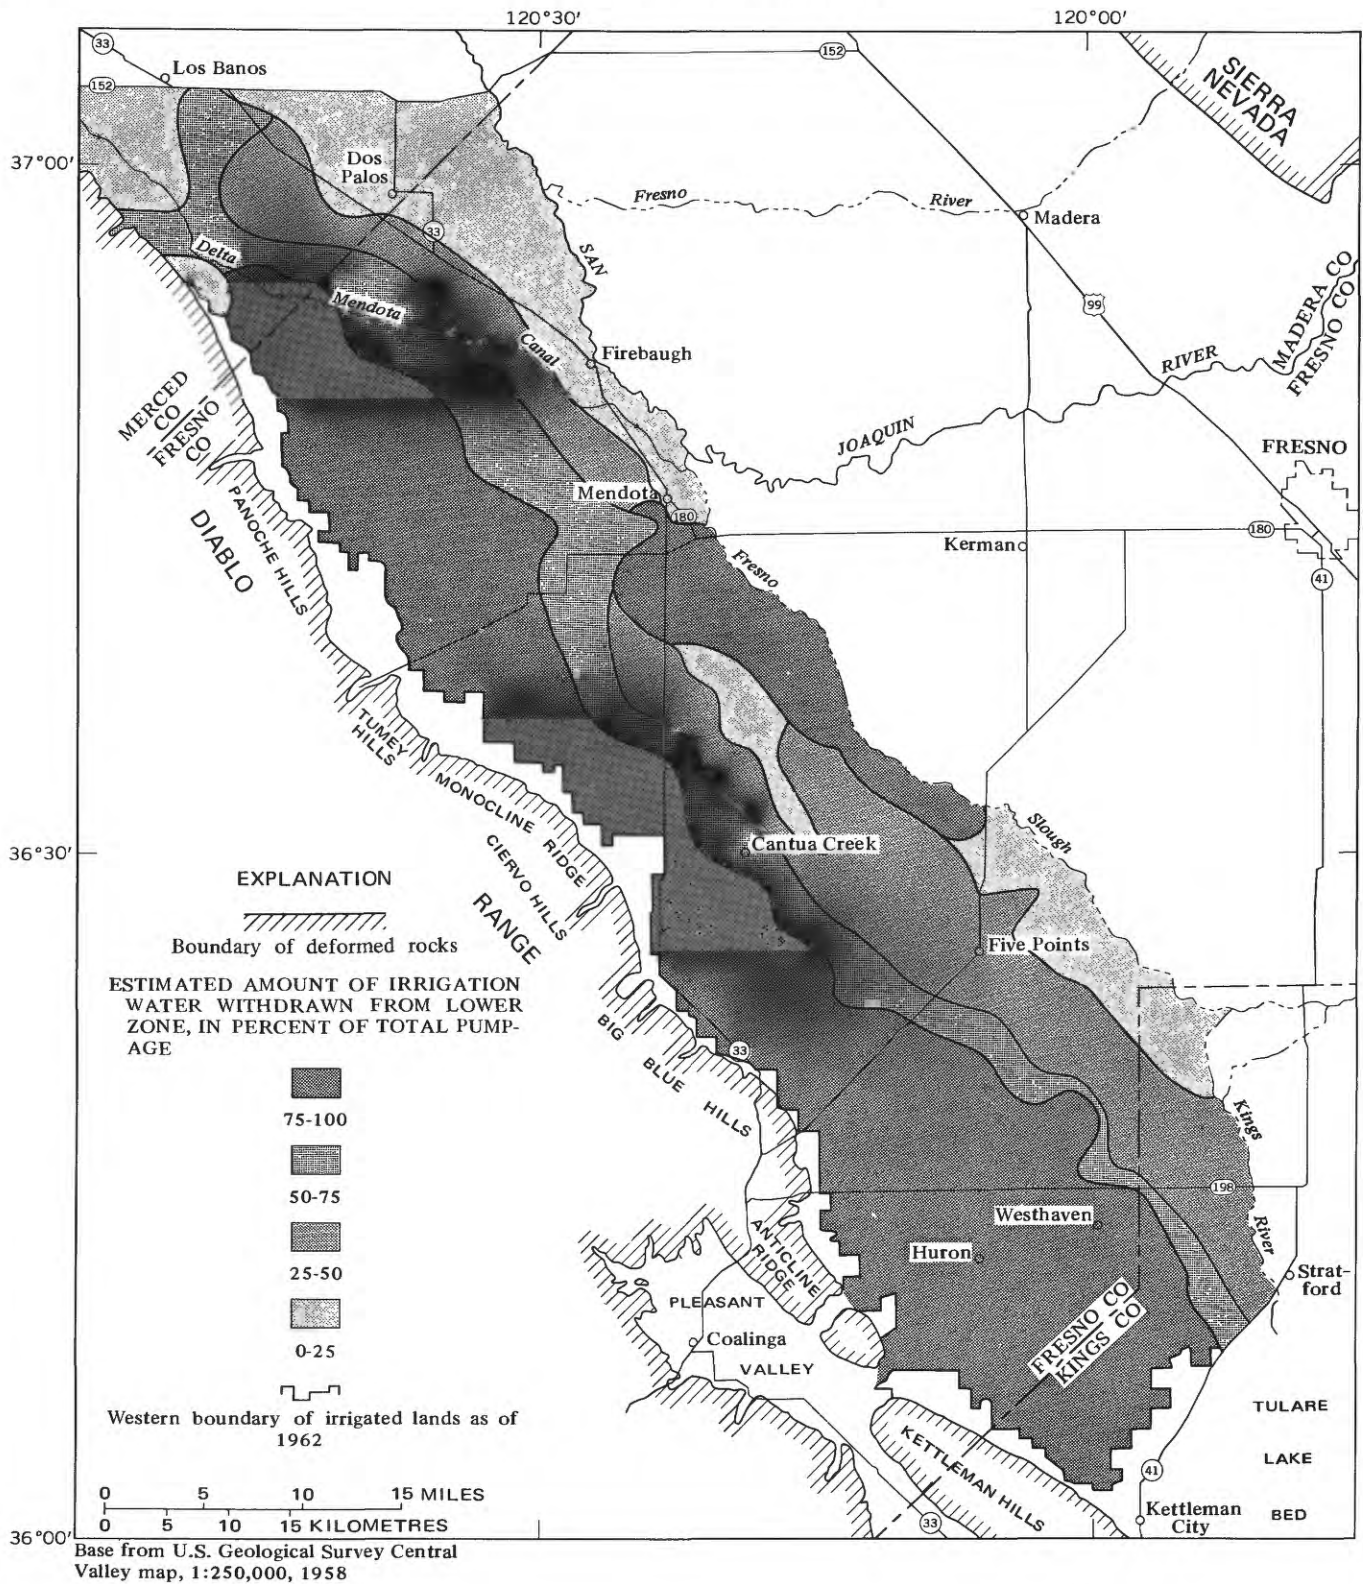 120°30'
120°00'
33
152
Los Banos
152
SIERRA
NEVADA
37°00'
Dos
Palos
Fresno
River
Madera
33
SAN
Delta
Mendota
Canal
Firebaugh
99
MADERA CO
FRESNO CO
RIVER
MERCED
CO
FRESNO
CO
JOAQUIN
FRESNO
Mendota
180
180
Kerman
41
PANOCHE HILLS
DIABLO
Fresno
TUMEY
HILLS
MONOCLINE RIDGE
CIERVO HILLS
RANGE
Cantua Creek
Slough
36°30'
Five Points
EXPLANATION
Boundary of deformed rocks
ESTIMATED AMOUNT OF IRRIGATION
WATER WITHDRAWN FROM LOWER
ZONE, IN PERCENT OF TOTAL PUMP-
AGE
75-100
50-75
25-50
0-25
Western boundary of irrigated lands as of
1962
BIG BLUE HILLS
33
Kings
River
198
Westhaven
Huron
ANTICLINE
RIDGE
Strat-
ford
PLEASANT
VALLEY
Coalinga
FRESNO CO
KINGS CO
TULARE
LAKE
BED
KETTLEMAN HILLS
41
33
Kettleman
City
0 5 10 15 MILES
0 5 10 15 KILOMETRES
36°00'
Base from U.S. Geological Survey Central
Valley map, 1:250,000, 1958